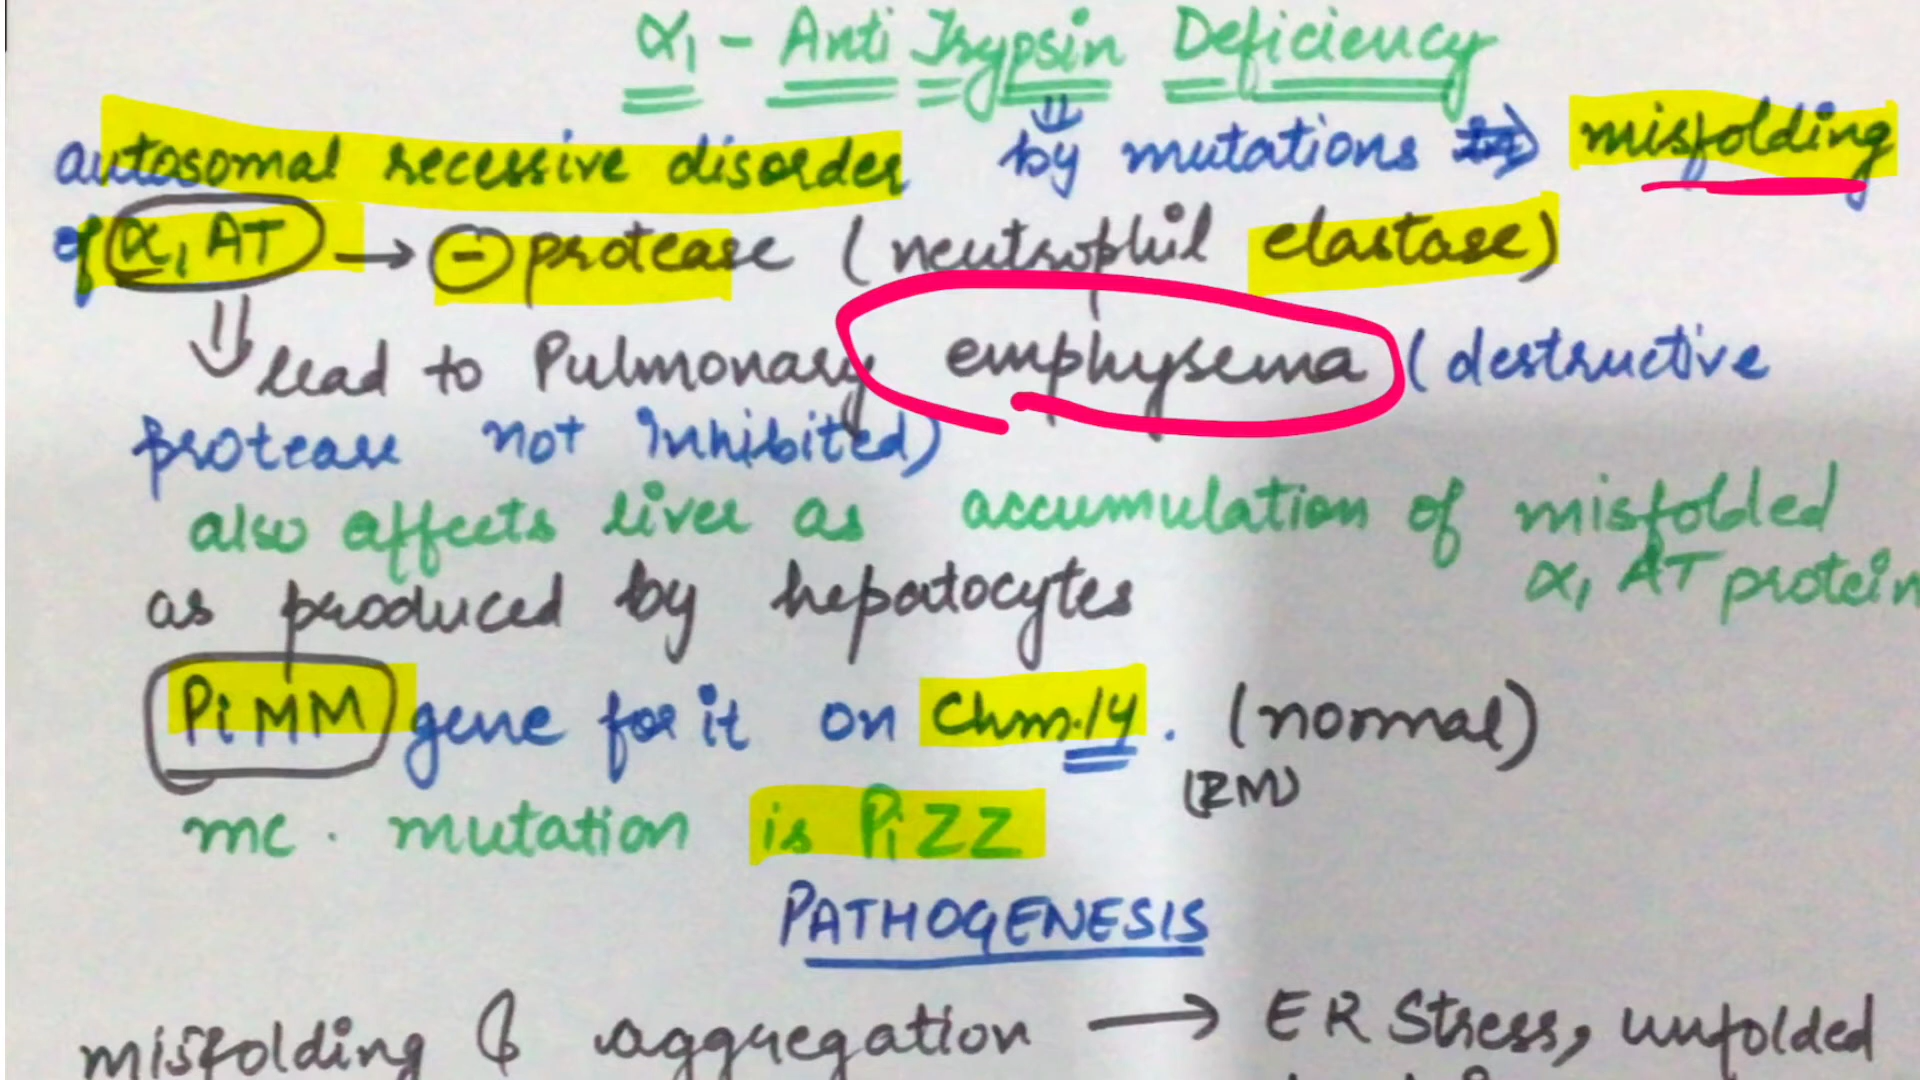 α1 - Anti Trypsin Deficiency
autosomal recessive disorder by mutations ⇒ misfolding
of α1 AT → (-) protease (neutrophil elastase)
⇓ lead to Pulmonary emphysema (destructive
protease not inhibited)
also affects liver as accumulation of misfolded
α1 AT protein
as produced by hepatocytes
PiMM gene for it on Chm.14. (normal)
(ZM)
mc. mutation is PiZZ
PATHOGENESIS
misfolding & aggregation → ER Stress, unfolded